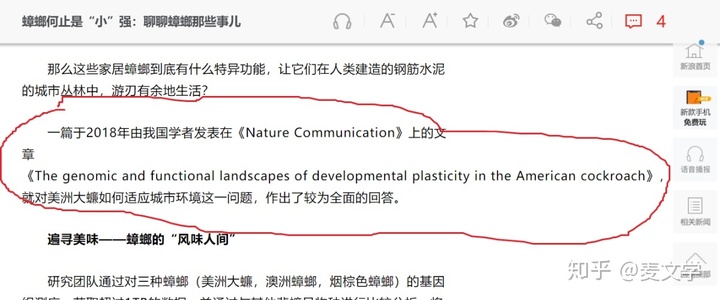 蟑螂何止是“小”强：聊聊蟑螂那些事儿
A A+
4
那么这些家居蟑螂到底有什么特异功能，让它们在人类建造的钢筋水泥
的城市丛林中，游刃有余地生活？
新浪首页
新款手机
免费玩
一篇于2018年由我国学者发表在《Nature Communication》上的文
章
《The genomic and functional landscapes of developmental plasticity in the American cockroach》，
就对美洲大蠊如何适应城市环境这一问题，作出了较为全面的回答。
语音播报
相关新闻
遍寻美味——蟑螂的“风味人间”
研究团队通过对三种蟑螂（美洲大蠊，澳洲蟑螂，烟棕色蟑螂）的基因
知乎 @麦文学